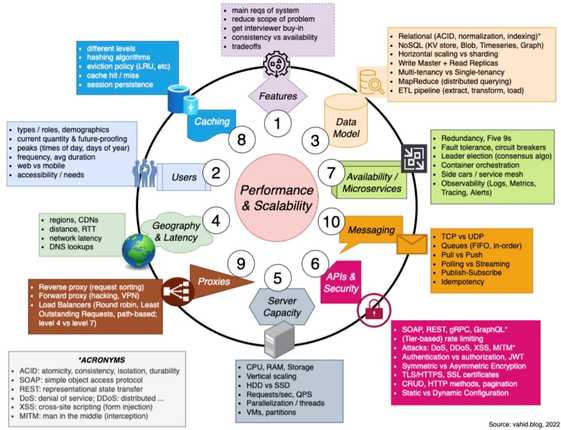 • main reqs of system
• reduce scope of problem
• get interviewer buy-in
• consistency vs availability
• tradeoffs
Features
1
• Relational (ACID, normalization, indexing)*
• NoSQL (KV store, Blob, Timeseries, Graph)
• Horizontal scaling vs sharding
• Write Master + Read Replicas
• Multi-tenancy vs Single-tenancy
• MapReduce (distributed querying)
• ETL pipeline (extract, transform, load)
Data
Model
3
• different levels
• hashing algorithms
• eviction policy (LRU, etc)
• cache hit / miss
• session persistence
Caching
8
• types / roles, demographics
• current quantity & future-proofing
• peaks (times of day, days of year)
• frequency, avg duration
• web vs mobile
• accessibility / needs
Users
2
Performance
& Scalability
7
Availability /
Microservices
• Redundancy, Five 9s
• Fault tolerance, circuit breakers
• Leader election (consensus algo)
• Container orchestration
• Side cars / service mesh
• Observability (Logs, Metrics,
Tracing, Alerts)
• regions, CDNs
• distance, RTT
• network latency
• DNS lookups
Geography
& Latency
4
10
Messaging
• TCP vs UDP
• Queues (FIFO, in-order)
• Pull vs Push
• Polling vs Streaming
• Publish-Subscribe
• Idempotency
• Reverse proxy (request sorting)
• Forward proxy (hacking, VPN)
• Load Balancers (Round robin, Least
Outstanding Requests, path-based;
level 4 vs level 7)
Proxies
9
5
Server
Capacity
6
APIs &
Security
• CPU, RAM, Storage
• Vertical scaling
• HDD vs SSD
• Requests/sec, QPS
• Parallelization / threads
• VMs, partitions
• SOAP, REST, gRPC, GraphQL*
• (Tier-based) rate limiting
• Attacks: DoS, DDoS, XSS, MITM*
• Authentication vs authorization, JWT
• Symmetric vs Asymmetric Encryption
• TLS/HTTPS, SSL certificates
• CRUD, HTTP methods, pagination
• Static vs Dynamic Configuration
*ACRONYMS
• ACID: atomicity, consistency, isolation, durability
• SOAP: simple object access protocol
• REST: representational state transfer
• DoS: denial of service; DDoS: distributed ...
• XSS: cross-site scripting (form injection)
• MITM: man in the middle (interception)
Source: vahid.blog, 2022